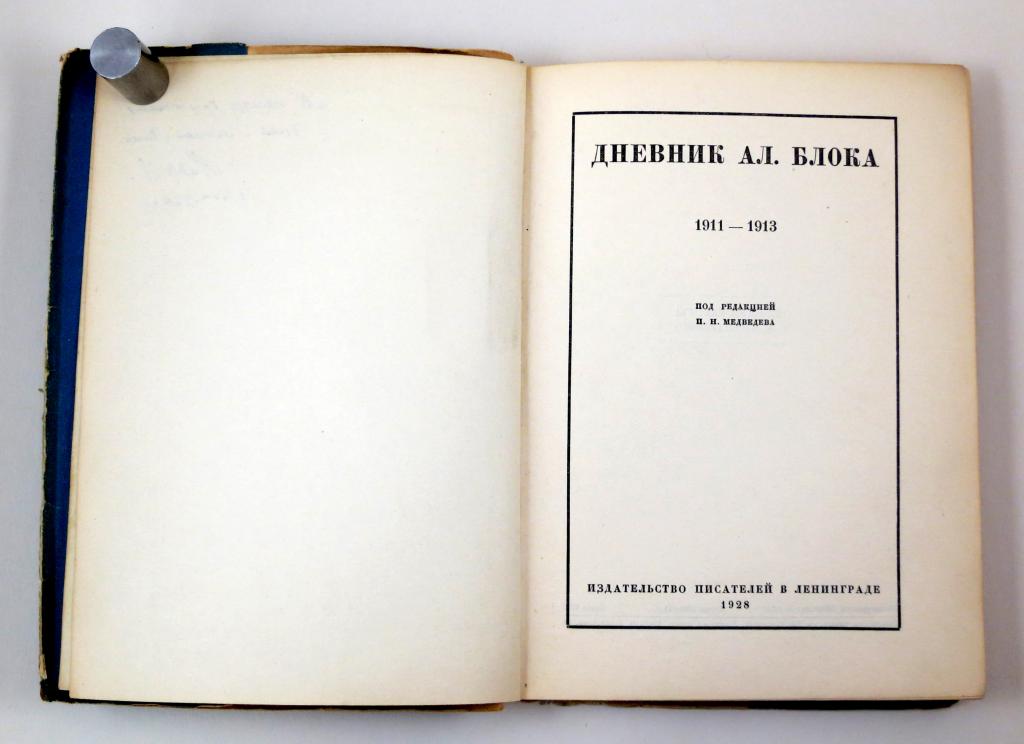 ДНЕВНИК АЛ. БЛОКА
1911 — 1913
ПОД РЕДАКЦИЕЙ
П. Н. МЕДВЕДЕВА
ИЗДАТЕЛЬСТВО ПИСАТЕЛЕЙ В ЛЕНИНГРАДЕ
1928